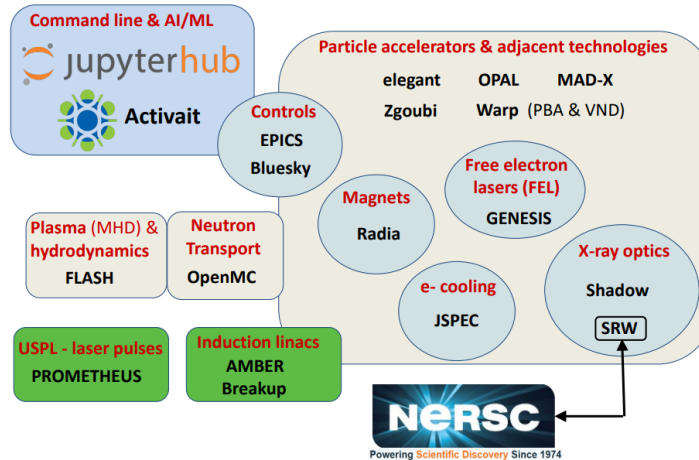 Command line & AI/ML
jupyterhub
Activait
Particle accelerators & adjacent technologies
elegant OPAL MAD-X
Zgoubi Warp (PBA & VND)
Controls
EPICS
Bluesky
Free electron
lasers (FEL)
GENESIS
Magnets
Radia
Plasma (MHD) &
hydrodynamics
FLASH
Neutron
Transport
OpenMC
X-ray optics
Shadow
SRW
e- cooling
JSPEC
USPL - laser pulses
PROMETHEUS
Induction linacs
AMBER
Breakup
NERSC
Powering Scientific Discovery Since 1974